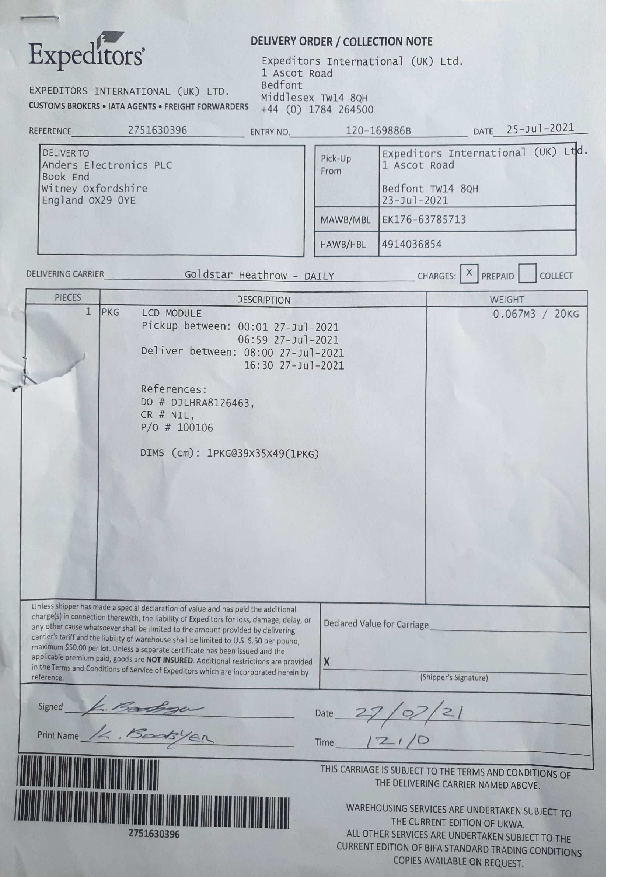 Expeditors'
DELIVERY ORDER / COLLECTION NOTE
Expeditors International (UK) Ltd.
1 Ascot Road
Bedfont
Middlesex TW14 8QH
+44 (0) 1784 264500
EXPEDITORS INTERNATIONAL (UK) LTD.
CUSTOMS BROKERS • IATA AGENTS • FREIGHT FORWARDERS
REFERENCE 2751630396 ENTRY NO. 120-169886B DATE 25-Jul-2021
DELIVER TO
Anders Electronics PLC
Book End
Witney Oxfordshire
England OX29 0YE
Pick-Up From
Expeditors International (UK) Ltd.
1 Ascot Road
Bedfont TW14 8QH
23-Jul-2021
MAWB/MBL EK176-63785713
HAWB/HBL 4914036854
DELIVERING CARRIER Goldstar Heathrow - DAILY CHARGES: X PREPAID COLLECT
PIECES DESCRIPTION WEIGHT
1 PKG LCD MODULE 0.067M3 / 20KG
Pickup between: 00:01 27-Jul-2021
06:59 27-Jul-2021
Deliver between: 08:00 27-Jul-2021
16:30 27-Jul-2021
References:
DO # DJLHRA8126463,
CR # NIL,
P/O # 100106
DIMS (cm): 1PKG@39X35X49(1PKG)
Unless Shipper has made a special declaration of value and has paid the additional
charge(s) in connection therewith, the liability of Expeditors for loss, damage, delay, or
any other cause whatsoever shall be limited to the amount provided by delivering
carrier's tariff and the liability of warehouse shall be limited to U.S. $.50 per pound,
maximum $50.00 per lot. Unless a separate certificate has been issued and the
applicable premium paid, goods are NOT INSURED. Additional restrictions are provided
in the Terms and Conditions of Service of Expeditors which are incorporated herein by
reference.
Declared Value for Carriage
X
(Shipper's Signature)
Signed K.
Print Name K.
Date 27/07/21
Time 12.10
2751630396
THIS CARRIAGE IS SUBJECT TO THE TERMS AND CONDITIONS OF
THE DELIVERING CARRIER NAMED ABOVE.
WAREHOUSING SERVICES ARE UNDERTAKEN SUBJECT TO
THE CURRENT EDITION OF UKWA.
ALL OTHER SERVICES ARE UNDERTAKEN SUBJECT TO THE
CURRENT EDITION OF BIFA STANDARD TRADING CONDITIONS
COPIES AVAILABLE ON REQUEST.